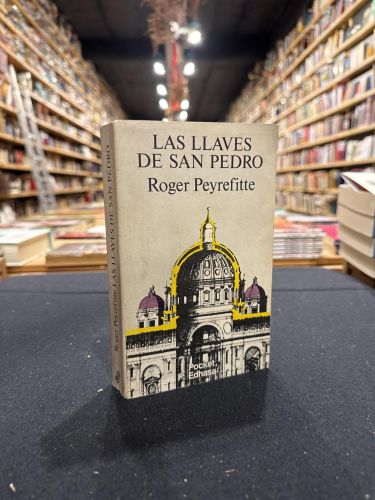 LAS LLAVES
DE SAN PEDRO
Roger Peyrefitte
Pocket
Edhasa
Roger Peyrefitte LAS LLAVES DE SAN PEDRO